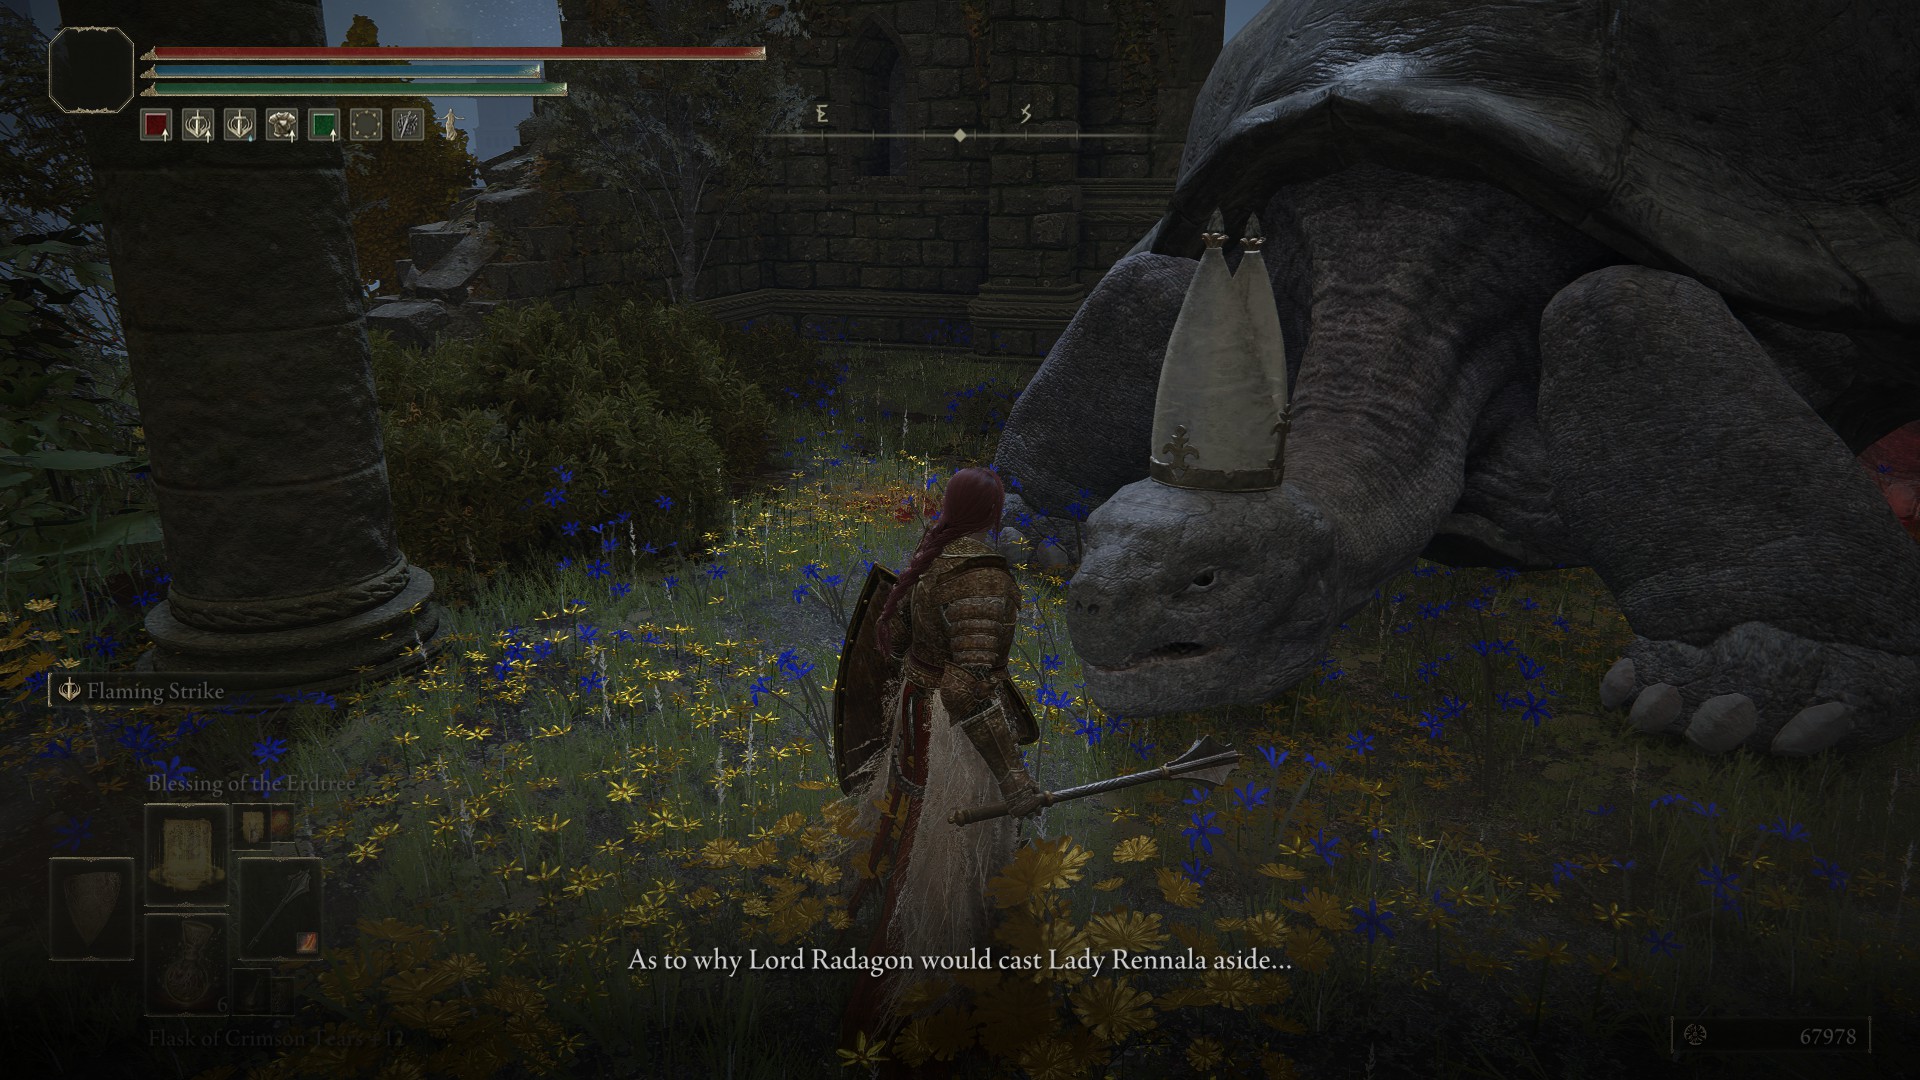 E
S
Flaming Strike
Blessing of the Erdtree
6
Flask of Crimson Tears +12
As to why Lord Radagon would cast Lady Rennala aside...
67978